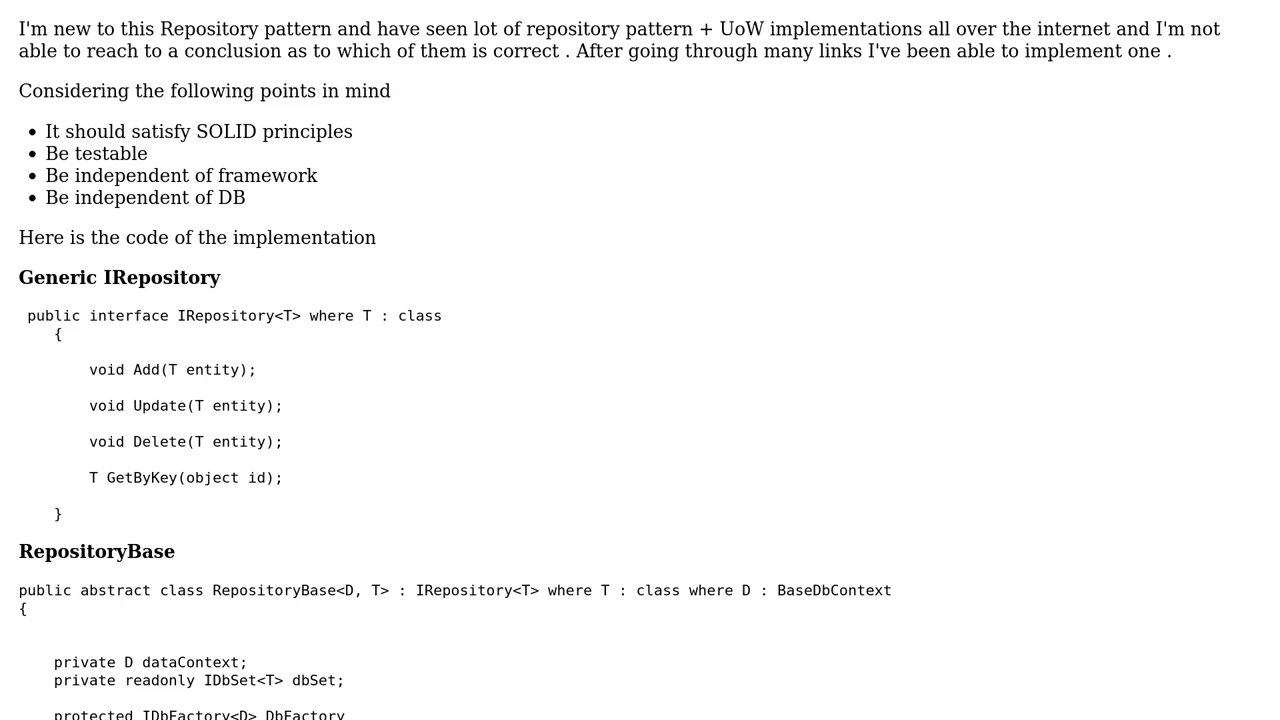 I'm new to this Repository pattern and have seen lot of repository pattern + UoW implementations all over the internet and I'm not
able to reach to a conclusion as to which of them is correct . After going through many links I've been able to implement one .
Considering the following points in mind
• It should satisfy SOLID principles
• Be testable
• Be independent of framework
• Be independent of DB
Here is the code of the implementation
Generic IRepository
public interface IRepository<T> where T : class
{
void Add(T entity);
void Update(T entity);
void Delete(T entity);
T GetByKey(object id);
}
RepositoryBase
public abstract class RepositoryBase<D, T> : IRepository<T> where T : class where D : BaseDbContext
{
private D dataContext;
private readonly IDbSet<T> dbSet;
protected IDbFactory<D> DbFactory